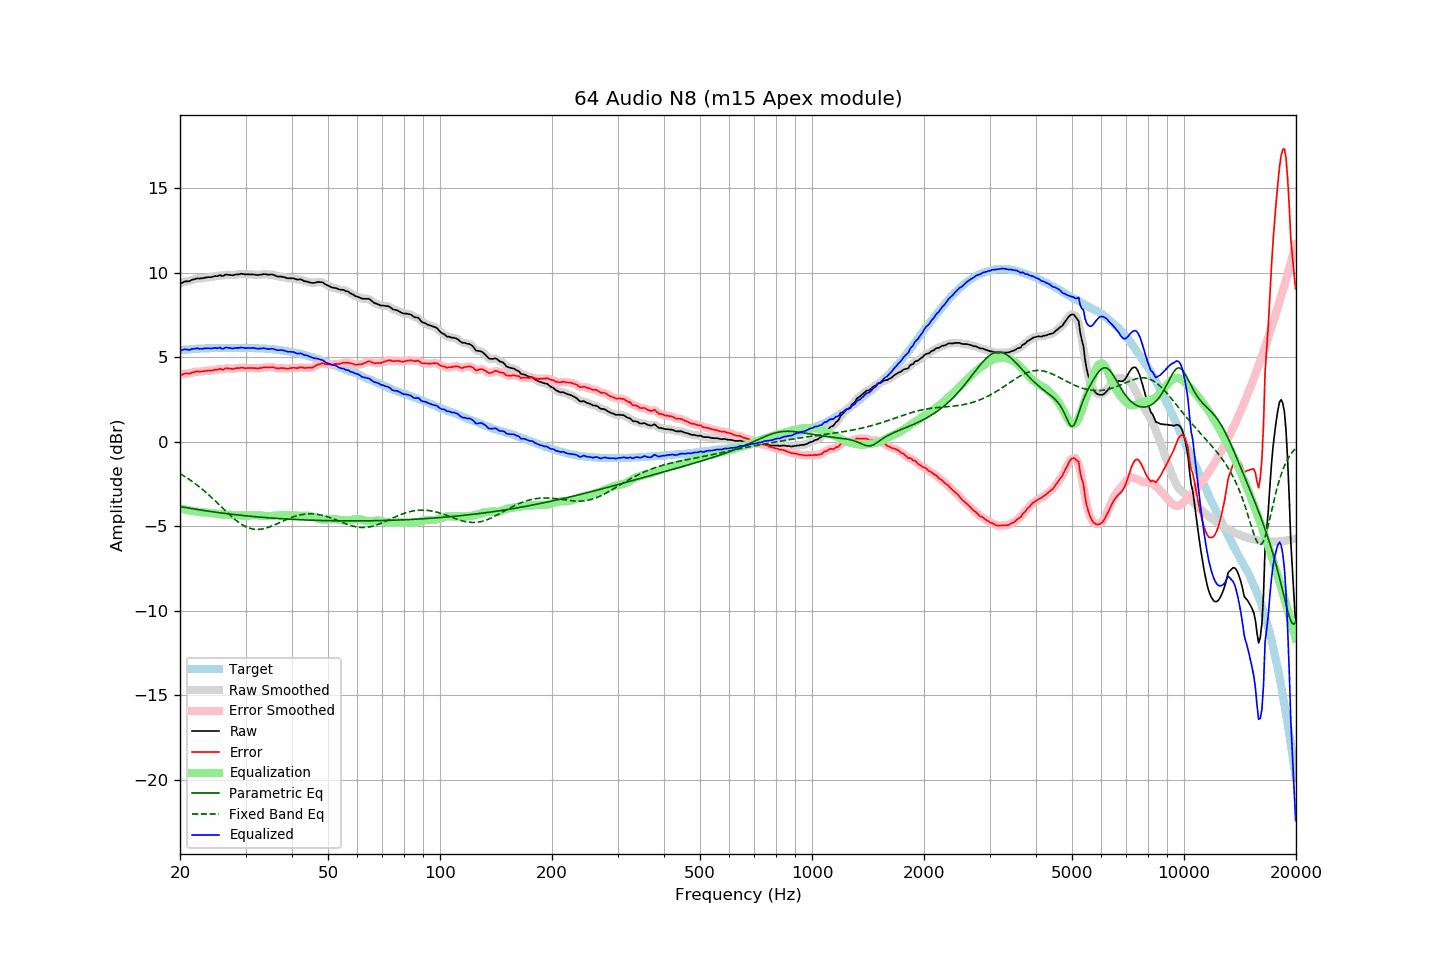 64 Audio N8 (m15 Apex module)
Amplitude (dBr)
15
10
5
0
−5
−10
−15
−20
Target
Raw Smoothed
Error Smoothed
Raw
Error
Equalization
Parametric Eq
Fixed Band Eq
Equalized
20 50 100 200 500 1000 2000 5000 10000 20000
Frequency (Hz)